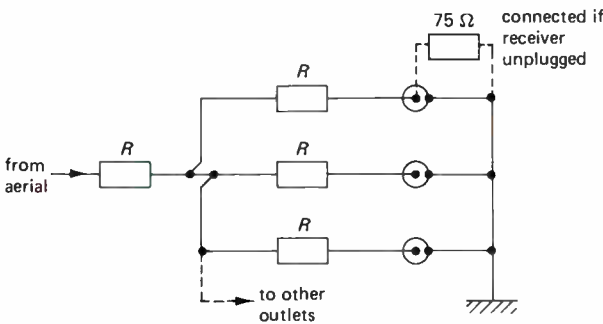 75 Ω
connected if
receiver
unplugged
R
from
aerial
R
R
R
to other
outlets